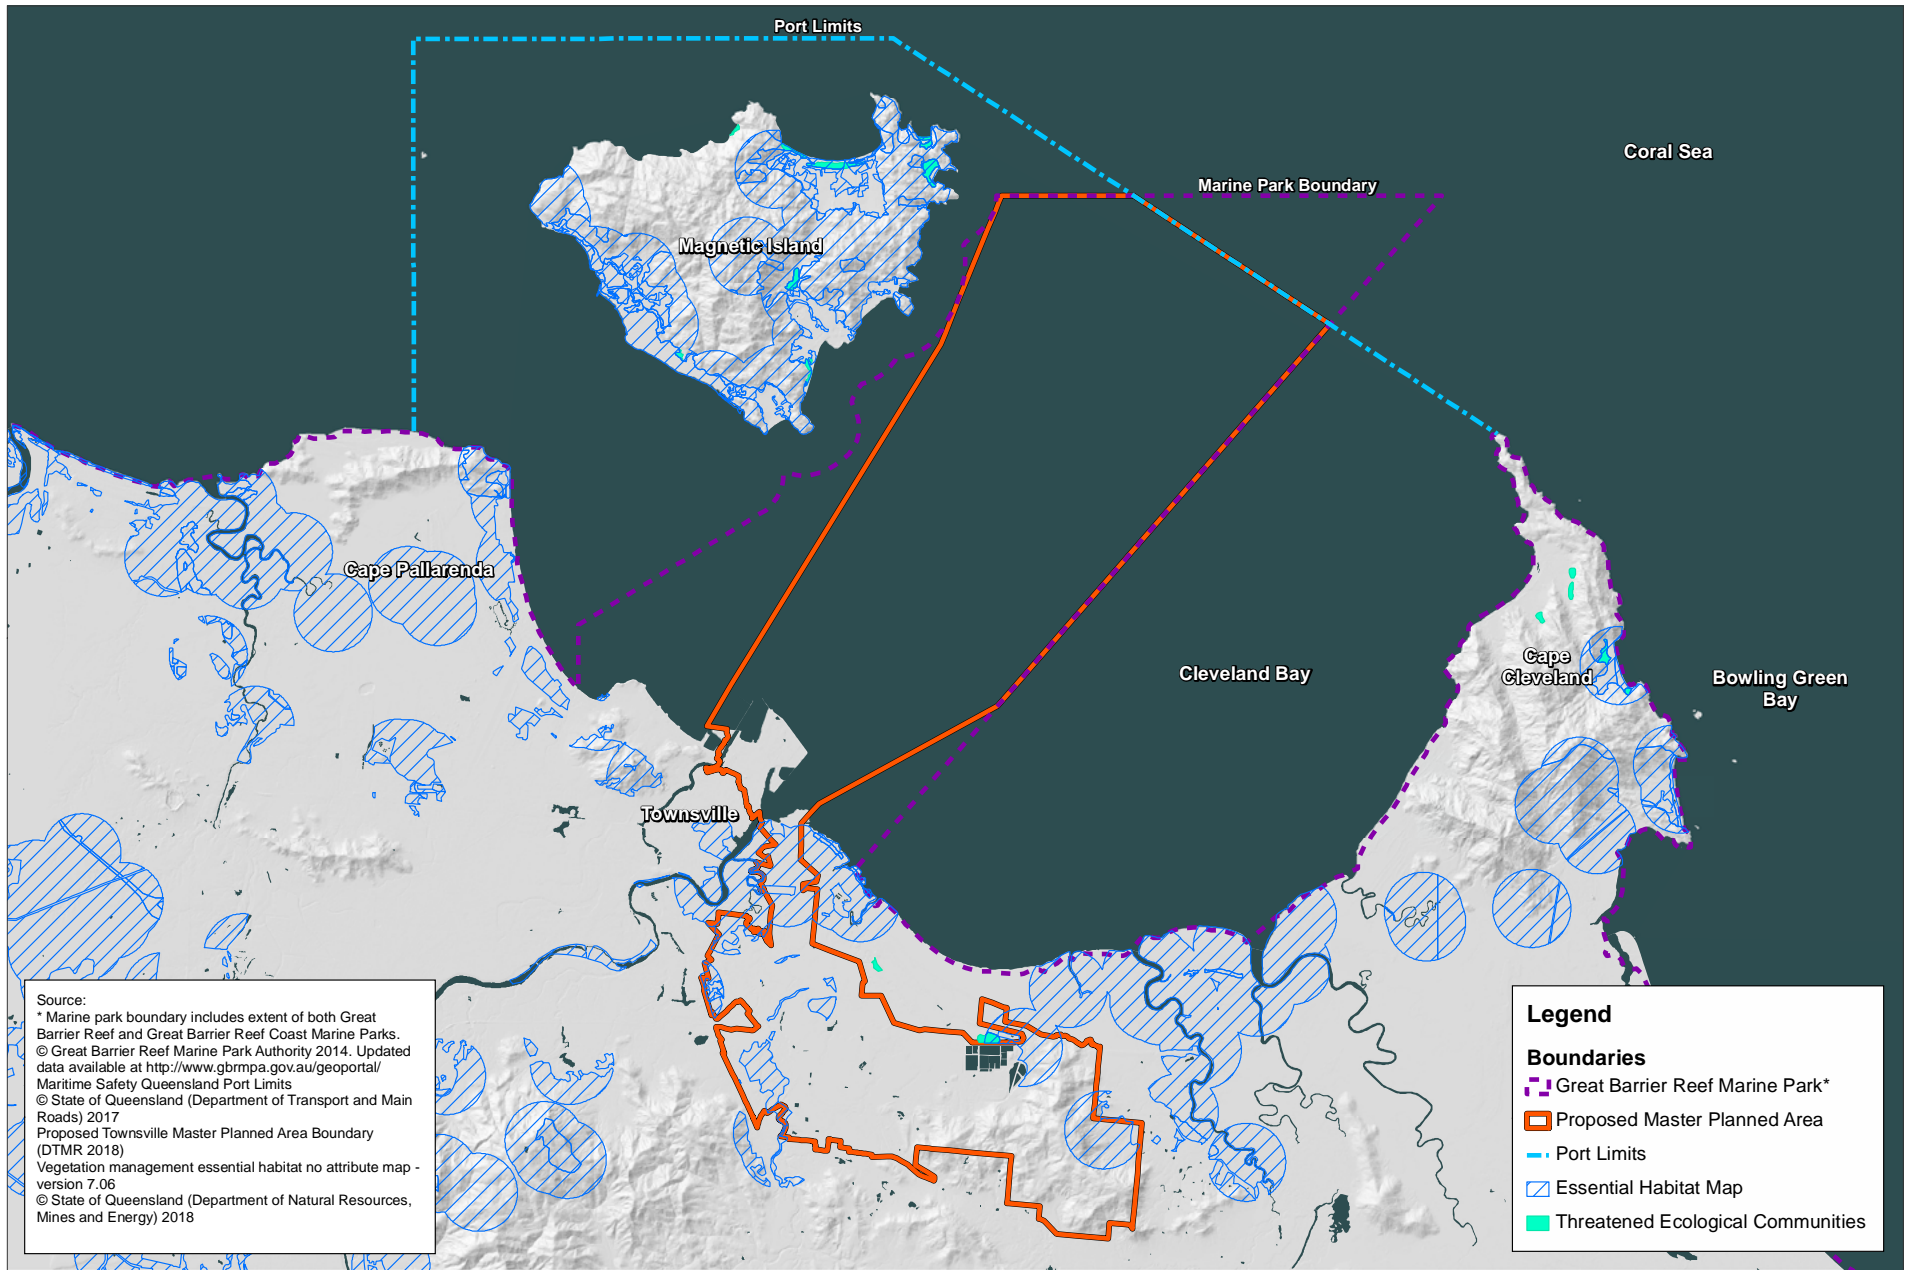 Port Limits
Coral Sea
Marine Park Boundary
Magnetic Island
Cape Pallarenda
Cleveland Bay
Cape
Cleveland
Bowling Green
Bay
Townsville
Source:
* Marine park boundary includes extent of both Great
Barrier Reef and Great Barrier Reef Coast Marine Parks.
© Great Barrier Reef Marine Park Authority 2014. Updated
data available at http://www.gbrmpa.gov.au/geoportal/
Maritime Safety Queensland Port Limits
© State of Queensland (Department of Transport and Main
Roads) 2017
Proposed Townsville Master Planned Area Boundary
(DTMR 2018)
Vegetation management essential habitat no attribute map -
version 7.06
© State of Queensland (Department of Natural Resources,
Mines and Energy) 2018
Legend
Boundaries
Great Barrier Reef Marine Park*
Proposed Master Planned Area
Port Limits
Essential Habitat Map
Threatened Ecological Communities